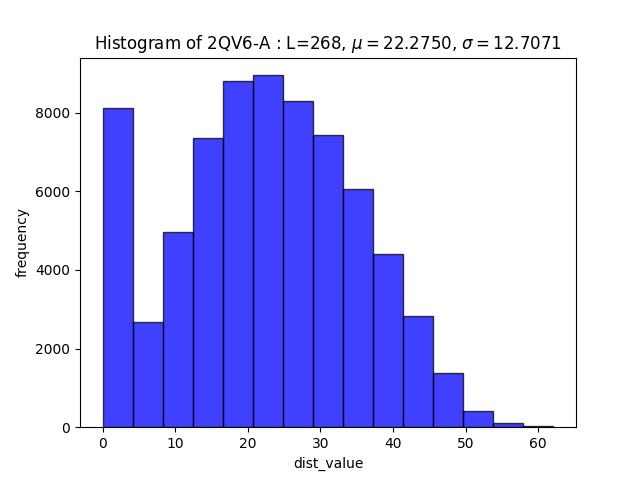 Histogram of 2QV6-A : L=268, μ = 22.2750, σ = 12.7071
8000
6000
4000
2000
0
frequency
0 10 20 30 40 50 60
dist_value